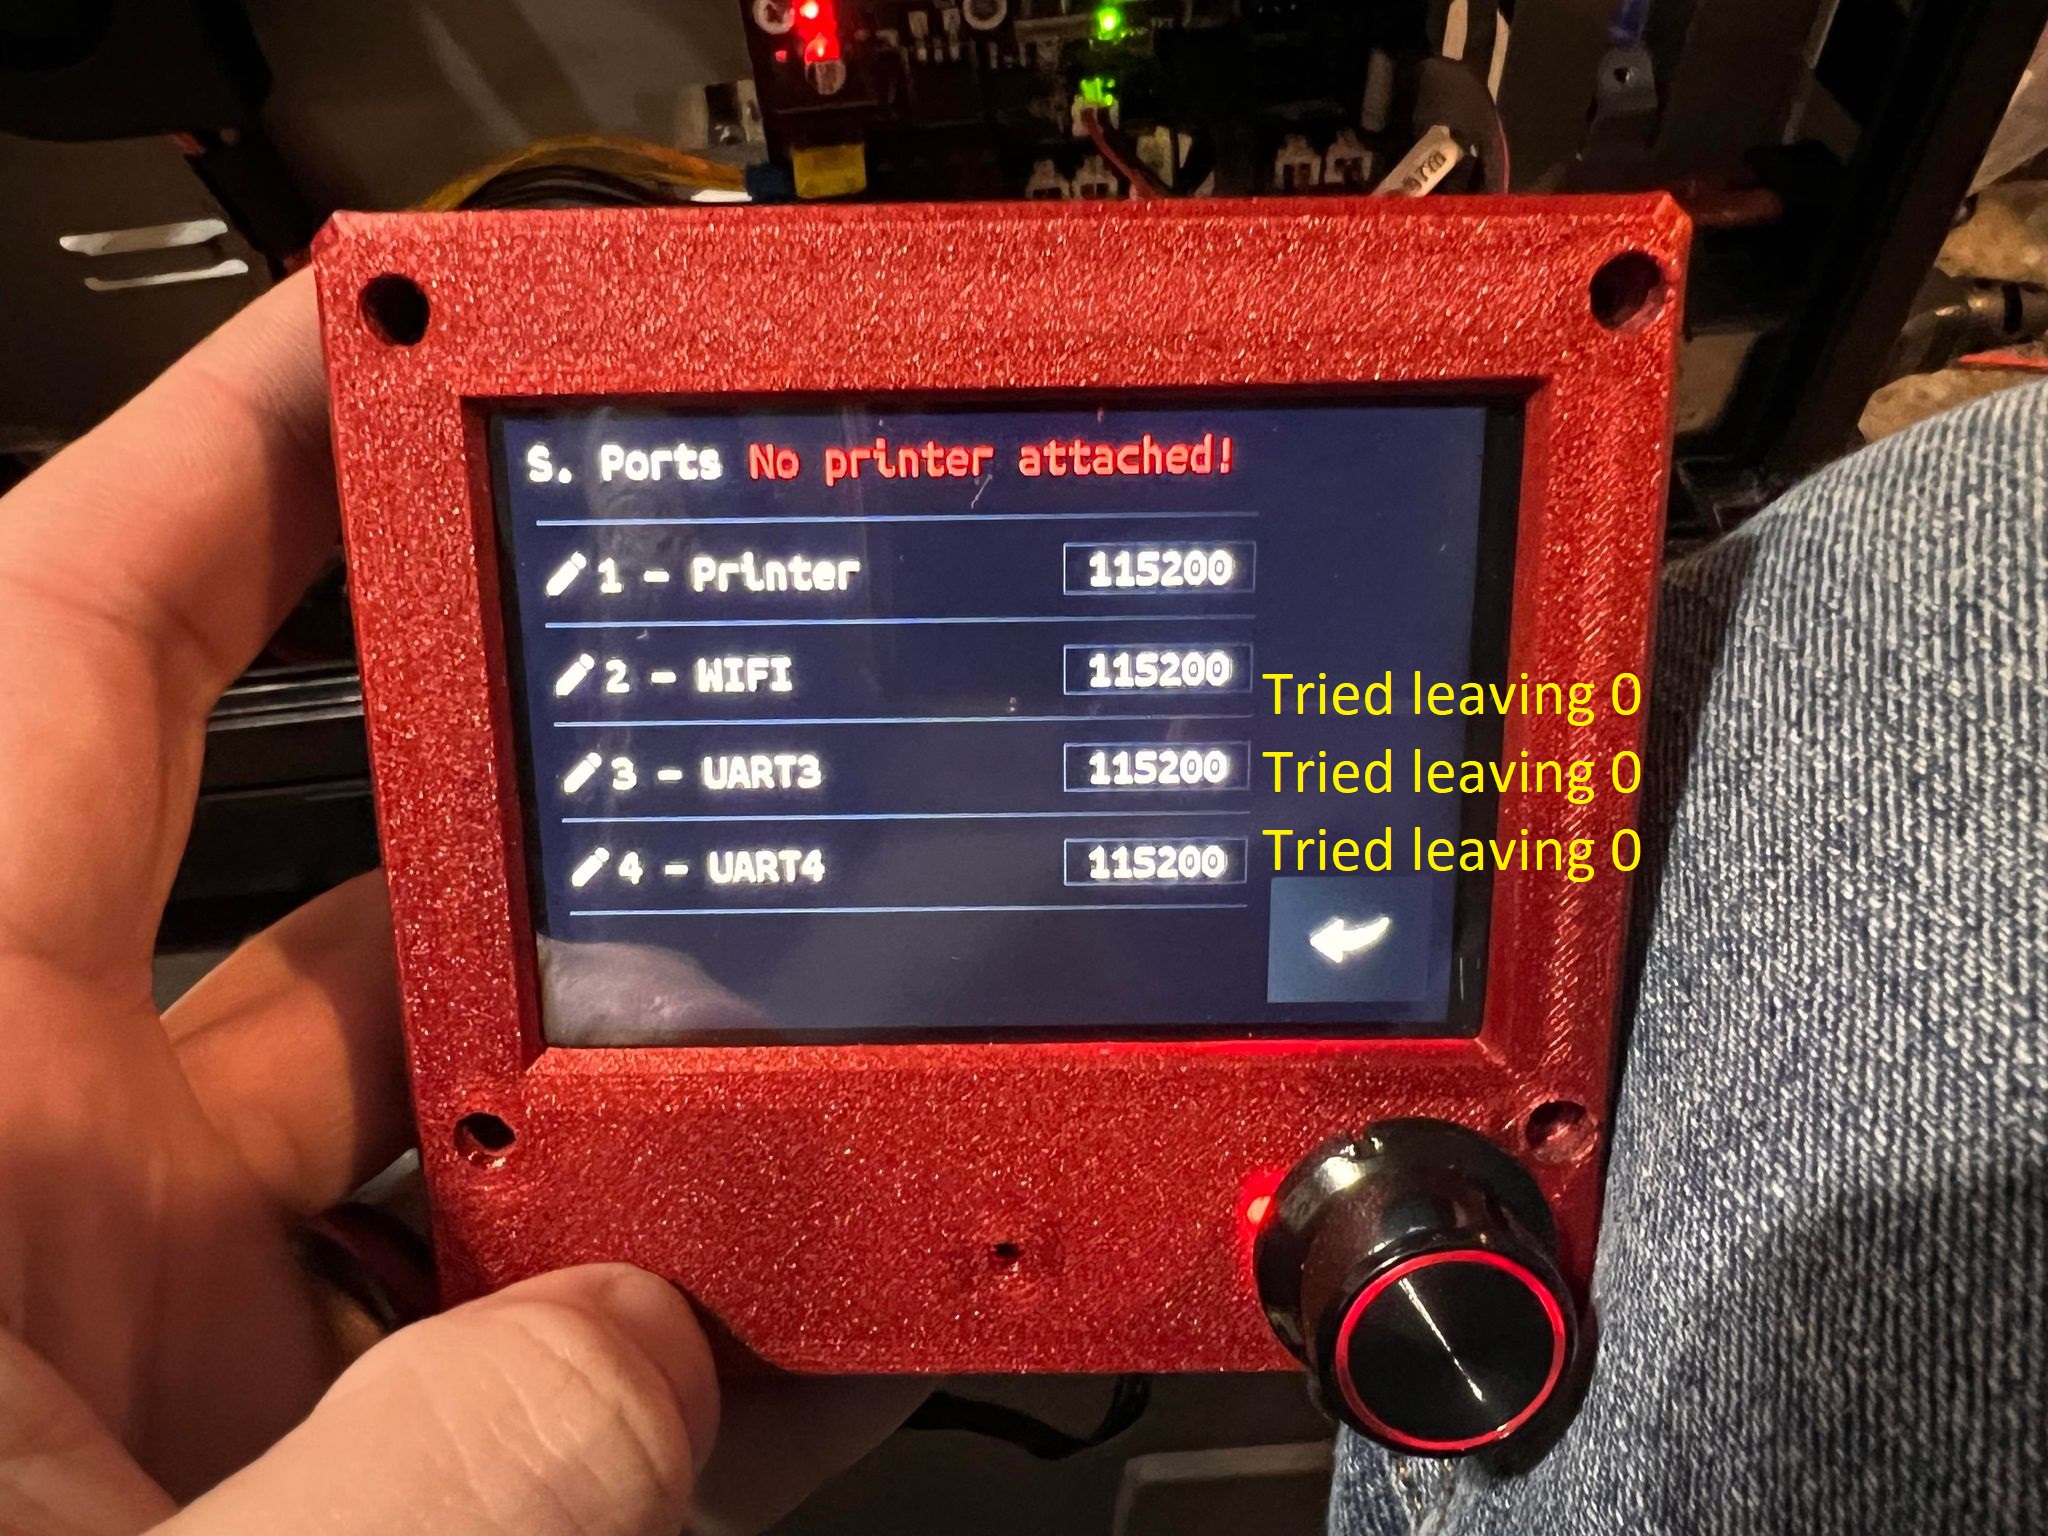 S. Ports No printer attached!
1 - Printer 115200
2 - WIFI 115200
Tried leaving 0
3 - UART3 115200
Tried leaving 0
4 - UART4 115200
Tried leaving 0